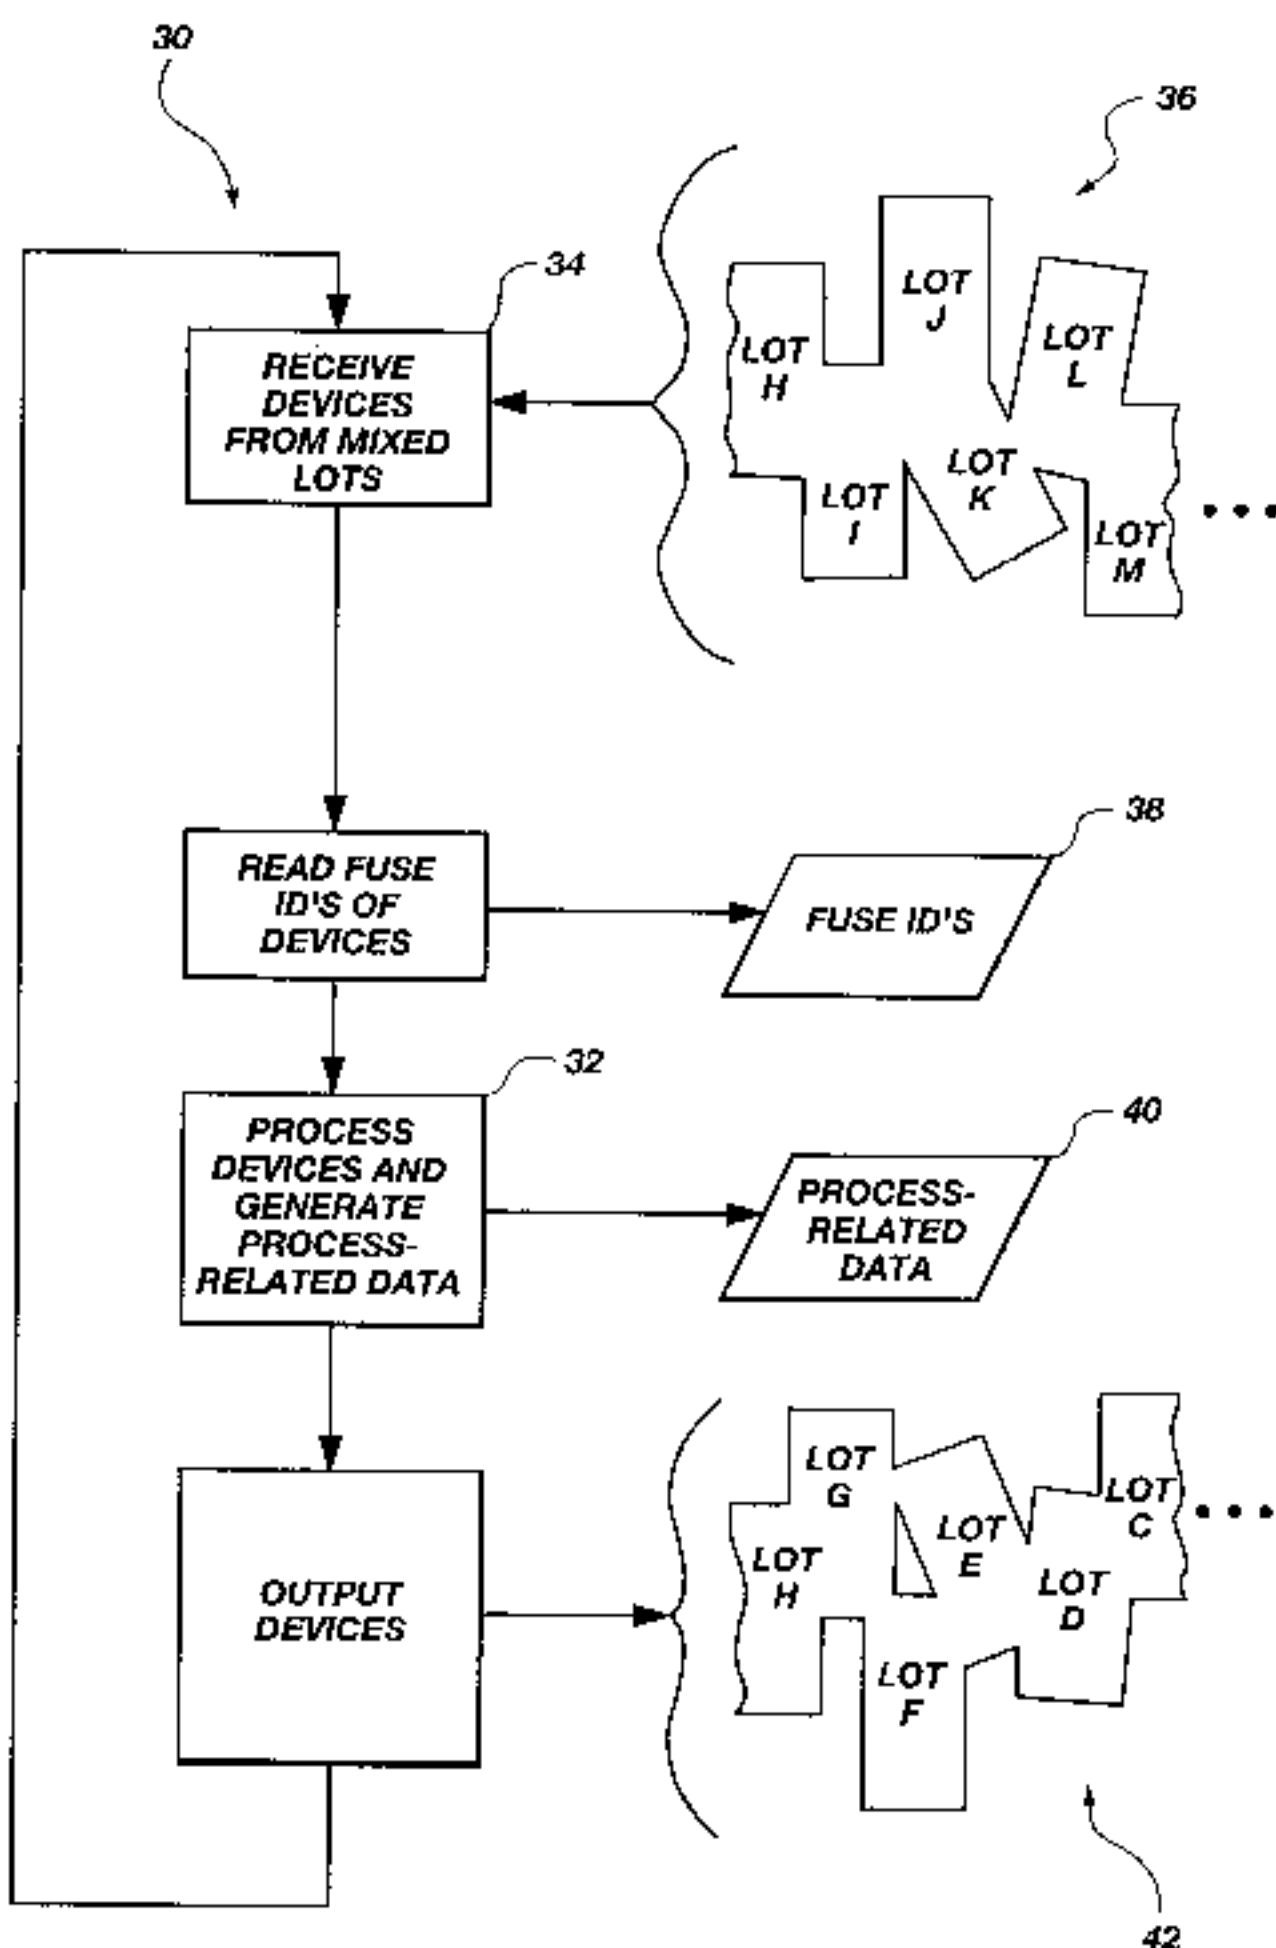 30
36
34
RECEIVE
DEVICES
FROM MIXED
LOTS
LOT
H
LOT
J
LOT
L
LOT
I
LOT
K
LOT
M
READ FUSE
ID'S OF
DEVICES
38
FUSE ID'S
32
PROCESS
DEVICES AND
GENERATE
PROCESS-
RELATED DATA
40
PROCESS-
RELATED
DATA
OUTPUT
DEVICES
LOT
G
LOT
H
LOT
E
LOT
C
LOT
D
LOT
F
42